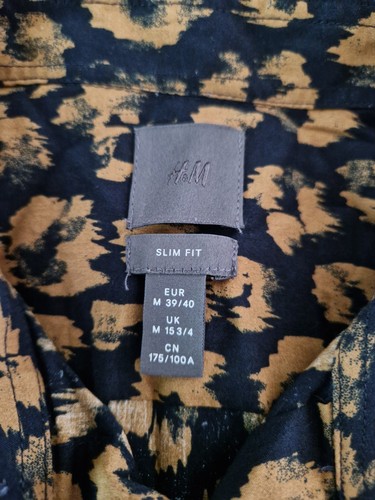 H&M
SLIM FIT
EUR
M 39/40
UK
M 15 3/4
CN
175/100A